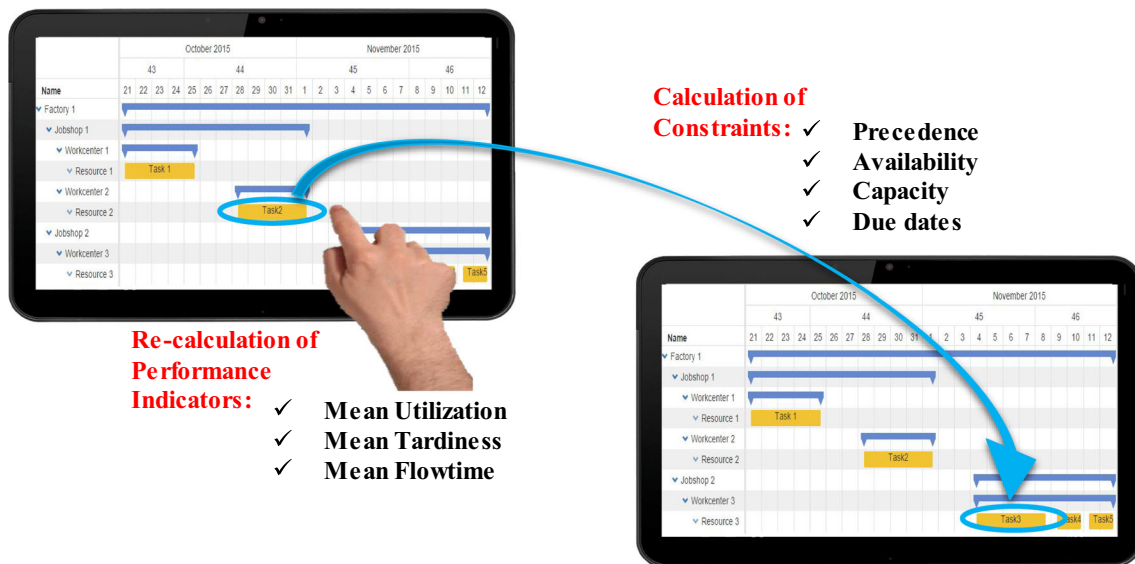 October 2015 November 2015
43 44 45 46
Name 21 22 23 24 25 26 27 28 29 30 31 1 2 3 4 5 6 7 8 9 10 11 12
Factory 1
Jobshop 1
Workcenter 1
Resource 1 Task 1
Workcenter 2
Resource 2 Task2
Jobshop 2
Workcenter 3
Resource 3 Task5
Calculation of
Constraints: ✓ Precedence
✓ Availability
✓ Capacity
✓ Due dates
Re-calculation of
Performance
Indicators:
✓ Mean Utilization
✓ Mean Tardiness
✓ Mean Flowtime
October 2015 November 2015
43 44 45 46
Name 21 22 23 24 25 26 27 28 29 30 31 1 2 3 4 5 6 7 8 9 10 11 12
Factory 1
Jobshop 1
Workcenter 1
Resource 1 Task 1
Workcenter 2
Resource 2 Task2
Jobshop 2
Workcenter 3
Resource 3 Task3 Task4 Task5